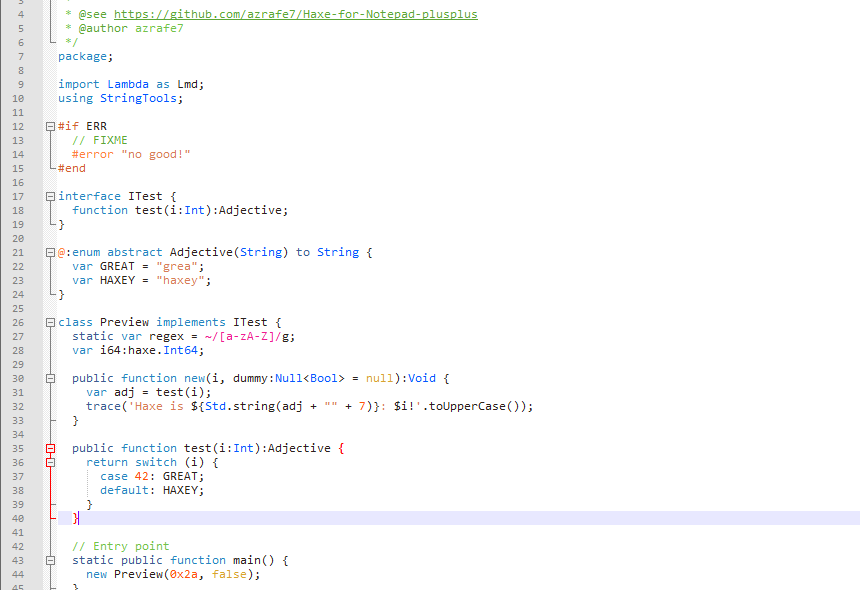 3
4 * @see https://github.com/azrafe7/Haxe-for-Notepad-plusplus
5 * @author azrafe7
6 */
7 package;
8
9 import Lambda as Lmd;
10 using StringTools;
11
12 #if ERR
13 // FIXME
14 #error "no good!"
15 #end
16
17 interface ITest {
18 function test(i:Int):Adjective;
19 }
20
21 @:enum abstract Adjective(String) to String {
22 var GREAT = "grea";
23 var HAXEY = "haxey";
24 }
25
26 class Preview implements ITest {
27 static var regex = ~/[a-zA-Z]/g;
28 var i64:haxe.Int64;
29
30 public function new(i, dummy:Null<Bool> = null):Void {
31 var adj = test(i);
32 trace('Haxe is ${Std.string(adj + "" + 7)}: $i!'.toUpperCase());
33 }
34
35 public function test(i:Int):Adjective {
36 return switch (i) {
37 case 42: GREAT;
38 default: HAXEY;
39 }
40 }
41
42 // Entry point
43 static public function main() {
44 new Preview(0x2a, false);
45 }